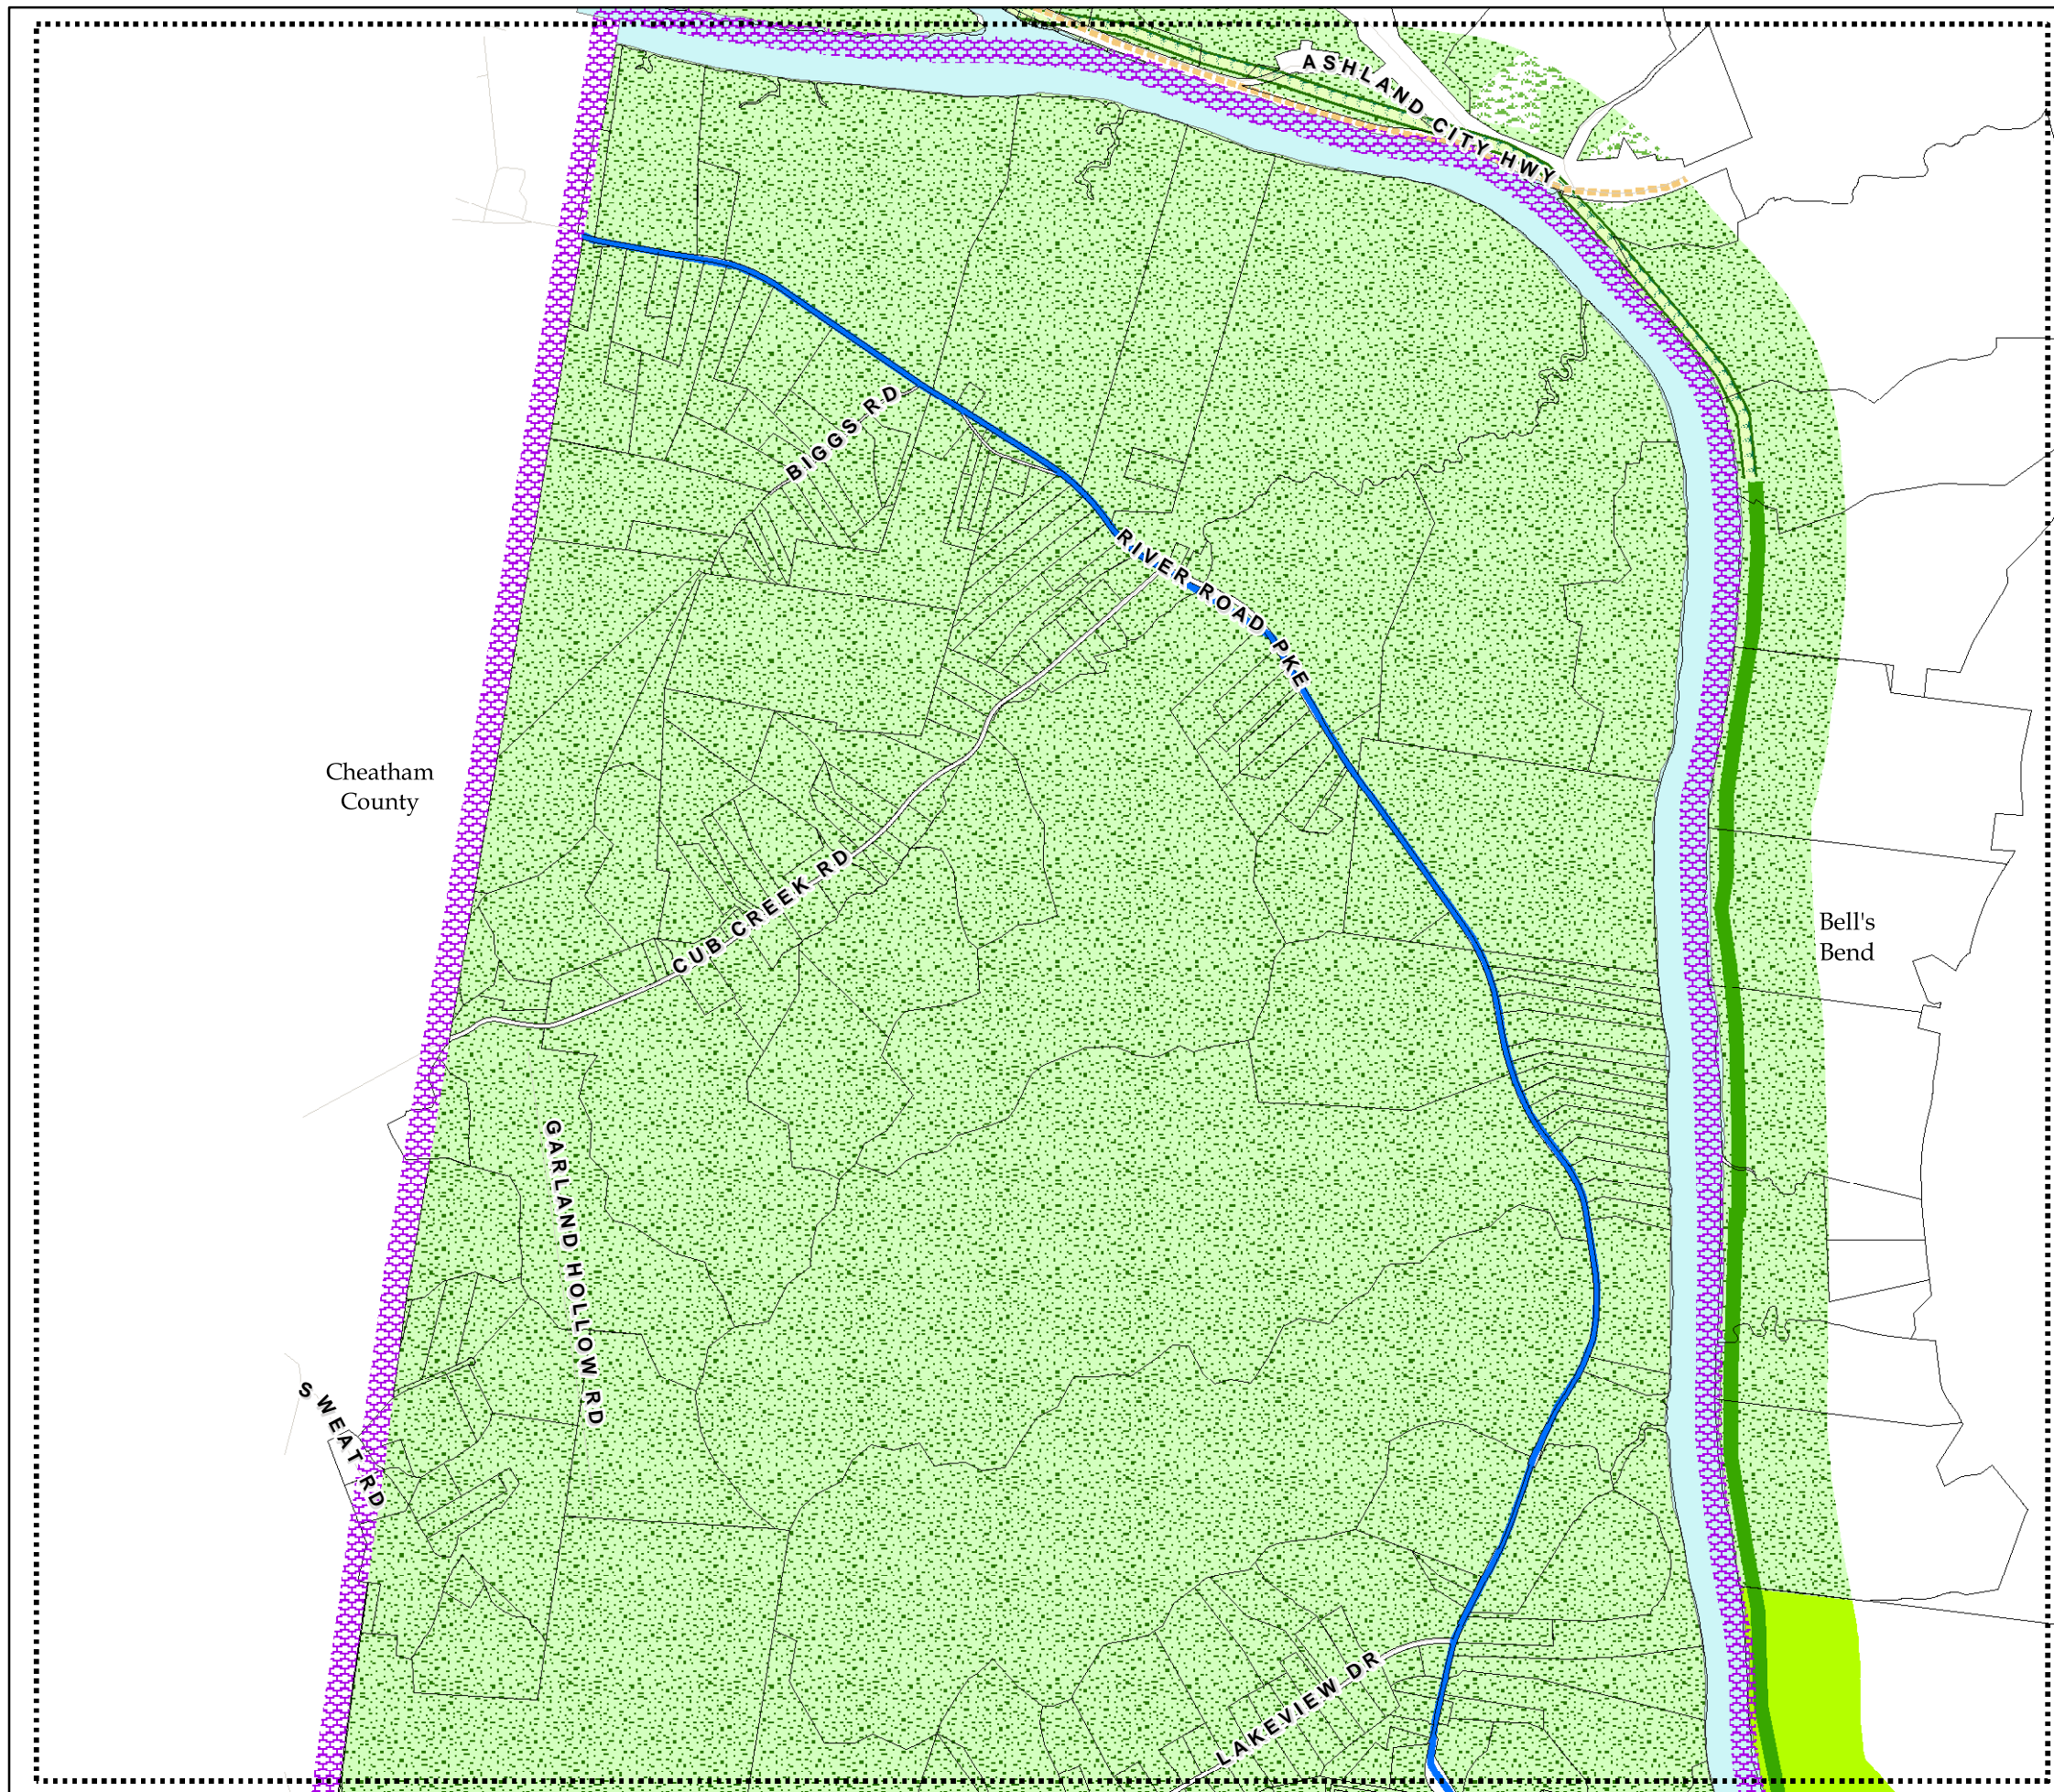 ASHLAND CITY HWY
BIGGS RD
RIVER ROAD PKE
Cheatham
County
CUB CREEK RD
Bell's
Bend
GARLAND HOLLOW RD
S WEAT RD
LAKEVIEW DR